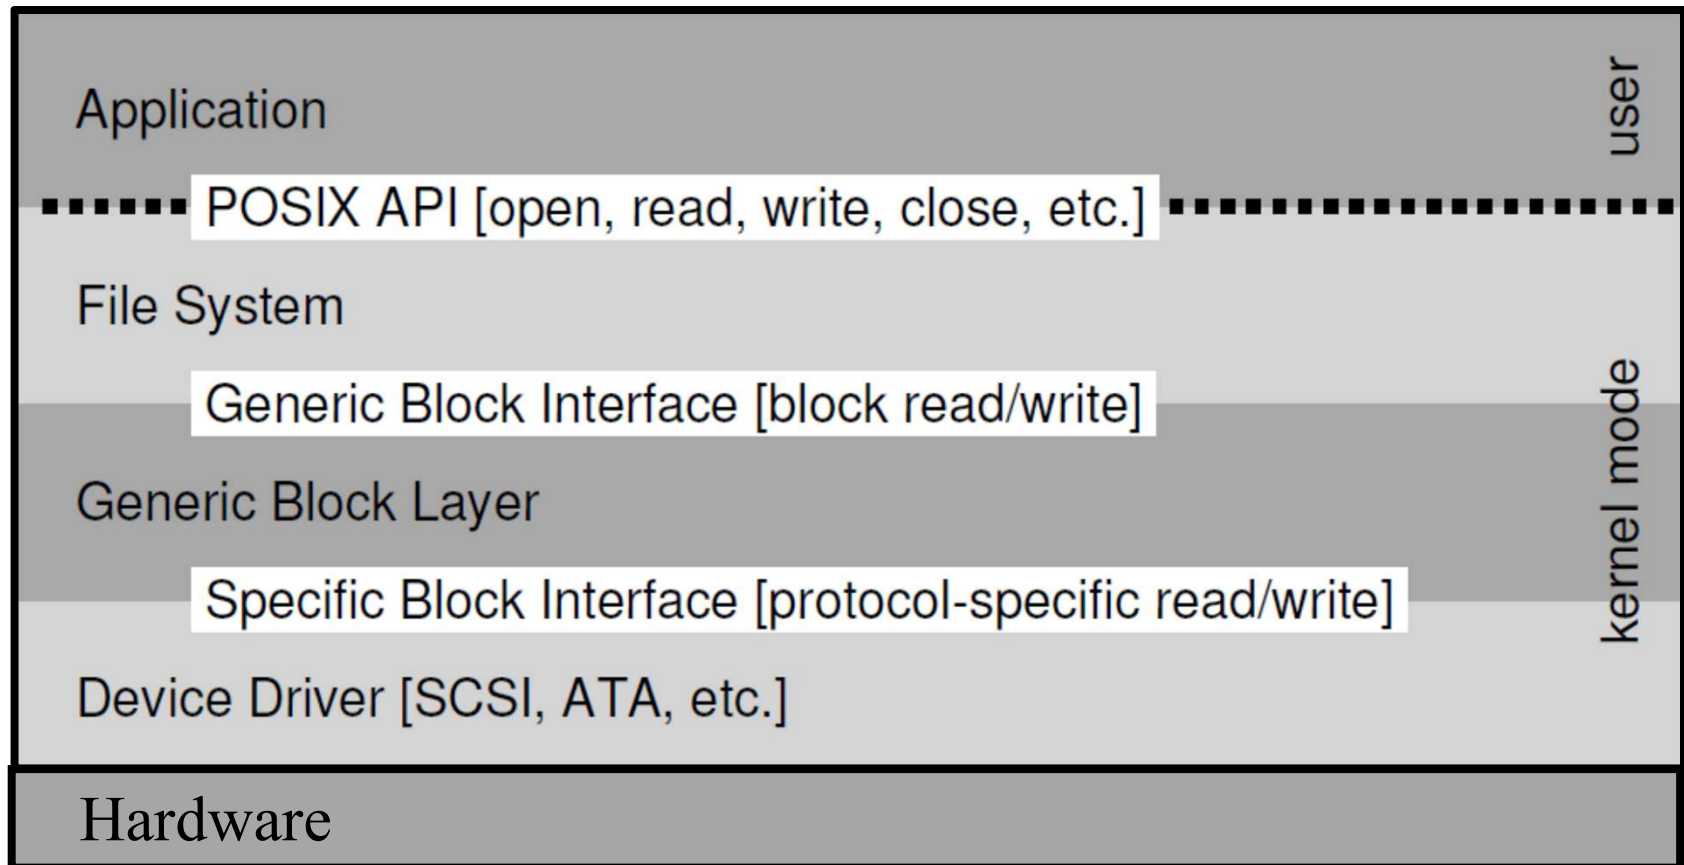 Application
user
POSIX API [open, read, write, close, etc.]
File System
Generic Block Interface [block read/write]
kernel mode
Generic Block Layer
Specific Block Interface [protocol-specific read/write]
Device Driver [SCSI, ATA, etc.]
Hardware